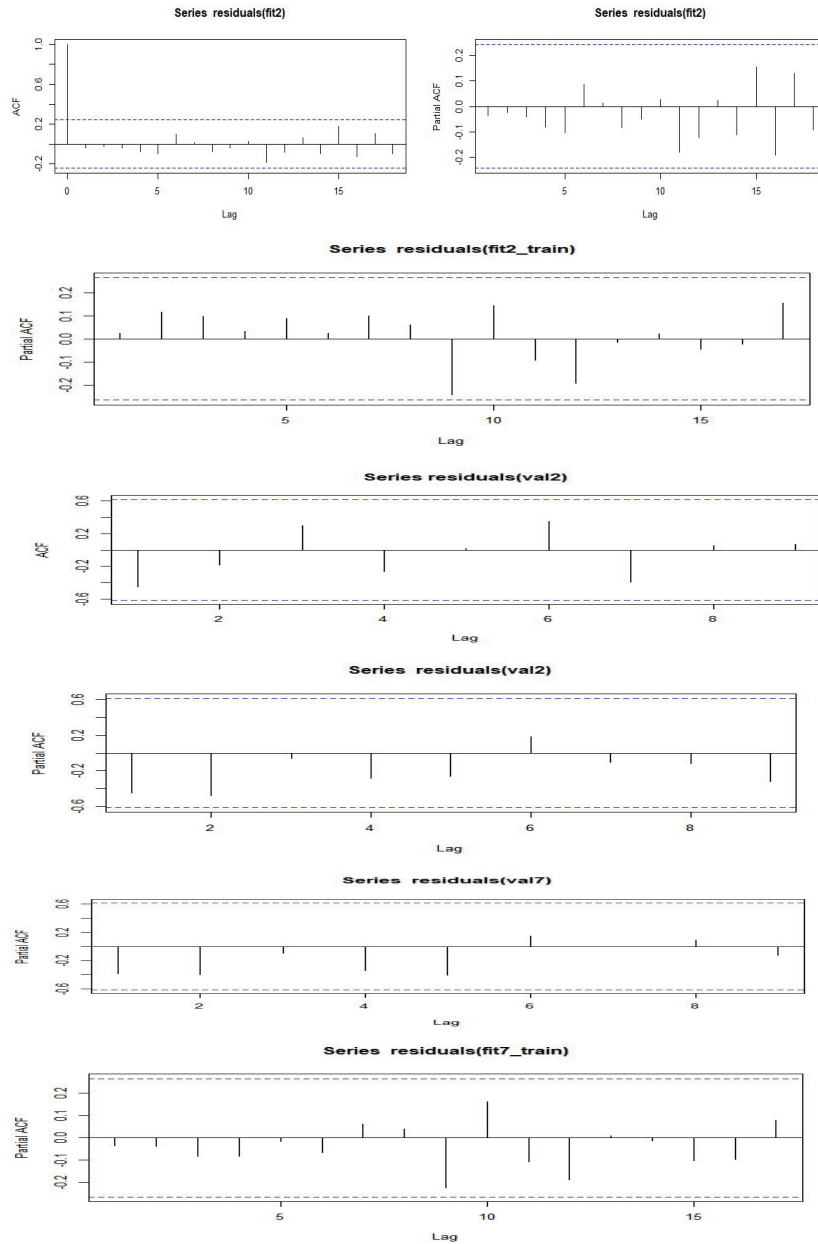 Series residuals(fit2)
ACF
1.0
0.6
0.2
-0.2
0 5 10 15
Lag
Series residuals(fit2)
Partial ACF
0.2
0.1
0.0
-0.1
-0.2
5 10 15
Lag
Series residuals(fit2_train)
Partial ACF
0.2
0.0
-0.1
-0.2
5 10 15
Lag
Series residuals(val2)
ACF
0.6
0.2
-0.2
-0.6
2 4 6 8
Lag
Series residuals(val2)
Partial ACF
0.6
0.2
-0.2
-0.6
2 4 6 8
Lag
Series residuals(val7)
Partial ACF
0.6
0.2
-0.2
-0.6
2 4 6 8
Lag
Series residuals(fit7_train)
Partial ACF
0.2
0.1
0.0
-0.1
-0.2
5 10 15
Lag